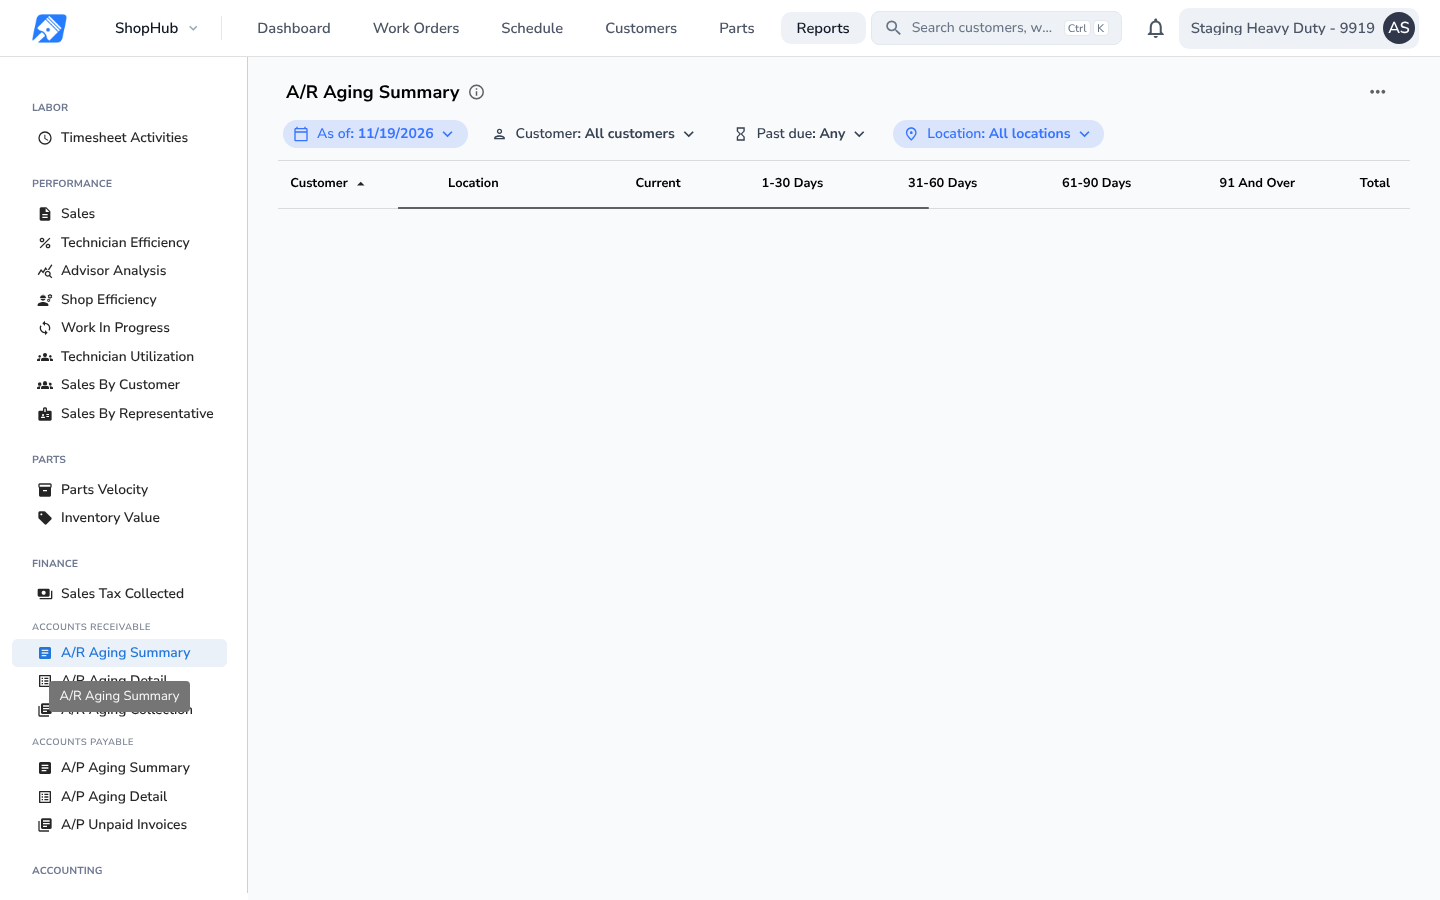 ShopHub
Dashboard
Work Orders
Schedule
Customers
Parts
Reports
Search customers, w...
Ctrl
K
Staging Heavy Duty - 9919
AS
LABOR
Timesheet Activities
PERFORMANCE
Sales
Technician Efficiency
Advisor Analysis
Shop Efficiency
Work In Progress
Technician Utilization
Sales By Customer
Sales By Representative
PARTS
Parts Velocity
Inventory Value
FINANCE
Sales Tax Collected
ACCOUNTS RECEIVABLE
A/R Aging Summary
A/R Aging Detail
A/R Aging Summary
A/R Aging Collection
ACCOUNTS PAYABLE
A/P Aging Summary
A/P Aging Detail
A/P Unpaid Invoices
ACCOUNTING
A/R Aging Summary
As of: 11/19/2026
Customer: All customers
Past due: Any
Location: All locations
Customer
Location
Current
1-30 Days
31-60 Days
61-90 Days
91 And Over
Total